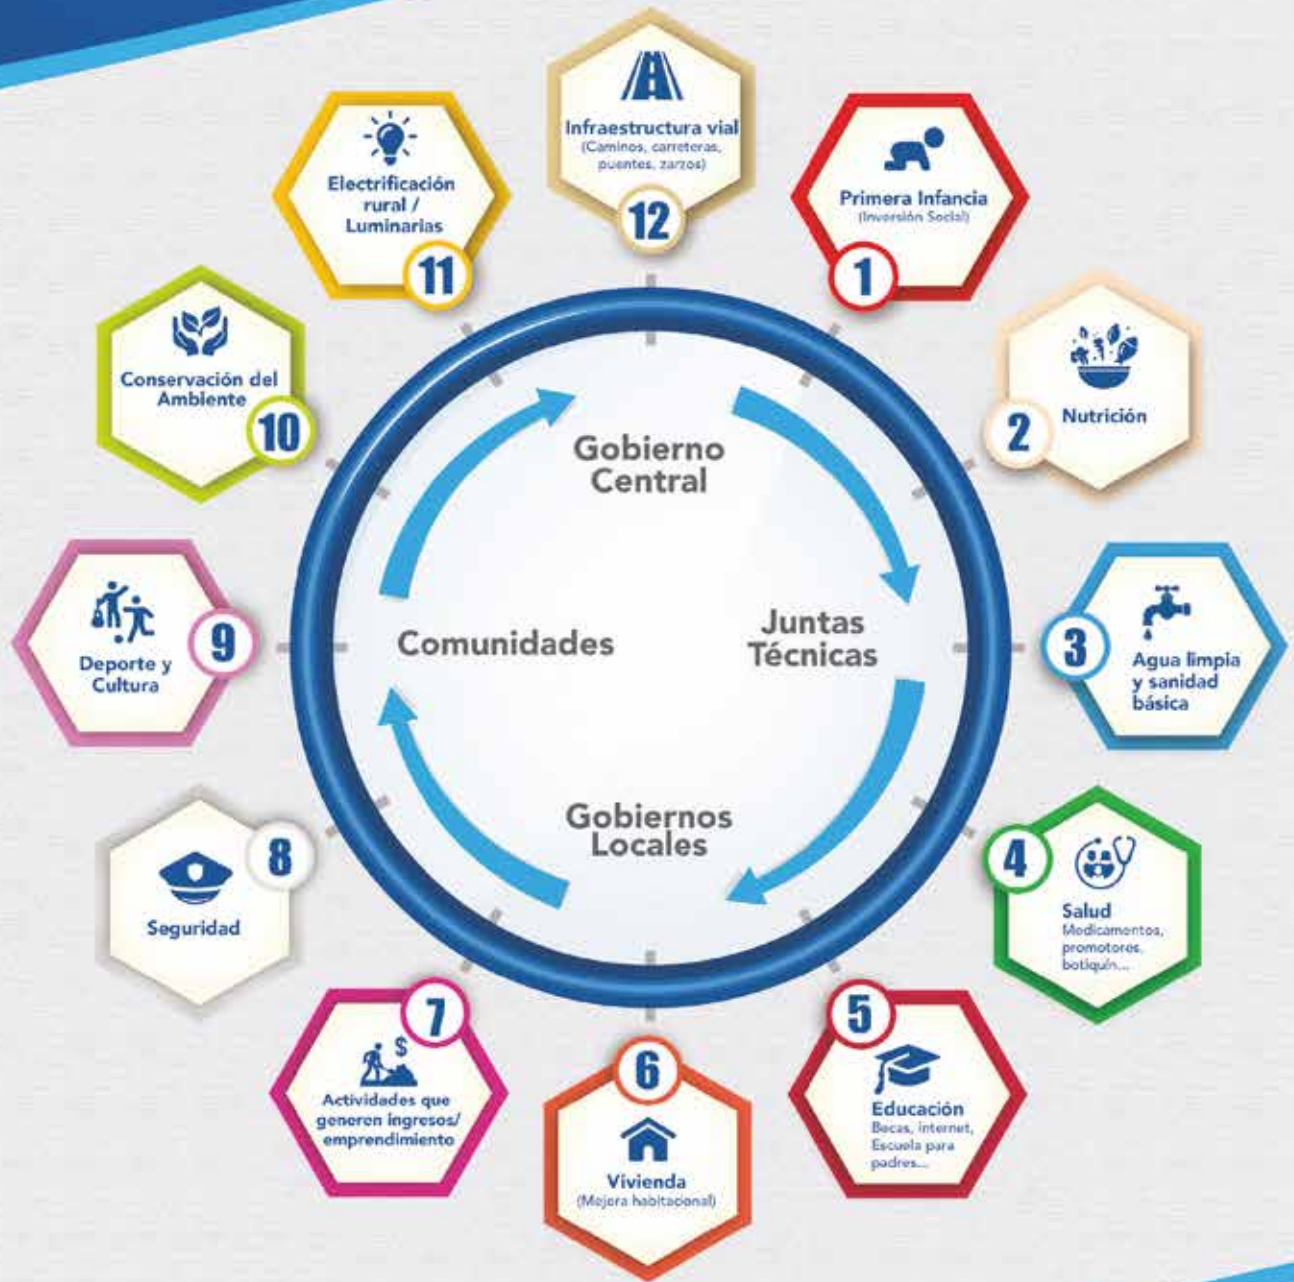 12
Infraestructura vial
(Caminos, carreteras,
puentes, zarzos)
1
Primera Infancia
(Inversión Social)
2
Nutrición
3
Agua limpia
y sanidad
básica
4
Salud
Medicamentos,
promotores,
botiquín...
5
Educación
Becas, internet,
Escuela para
padres...
6
Vivienda
(Mejora habitacional)
7
$
Actividades que
generen ingresos/
emprendimiento
8
Seguridad
9
Deporte y
Cultura
10
Conservación del
Ambiente
11
Electrificación
rural /
Luminarias
Gobierno
Central
Juntas
Técnicas
Gobiernos
Locales
Comunidades